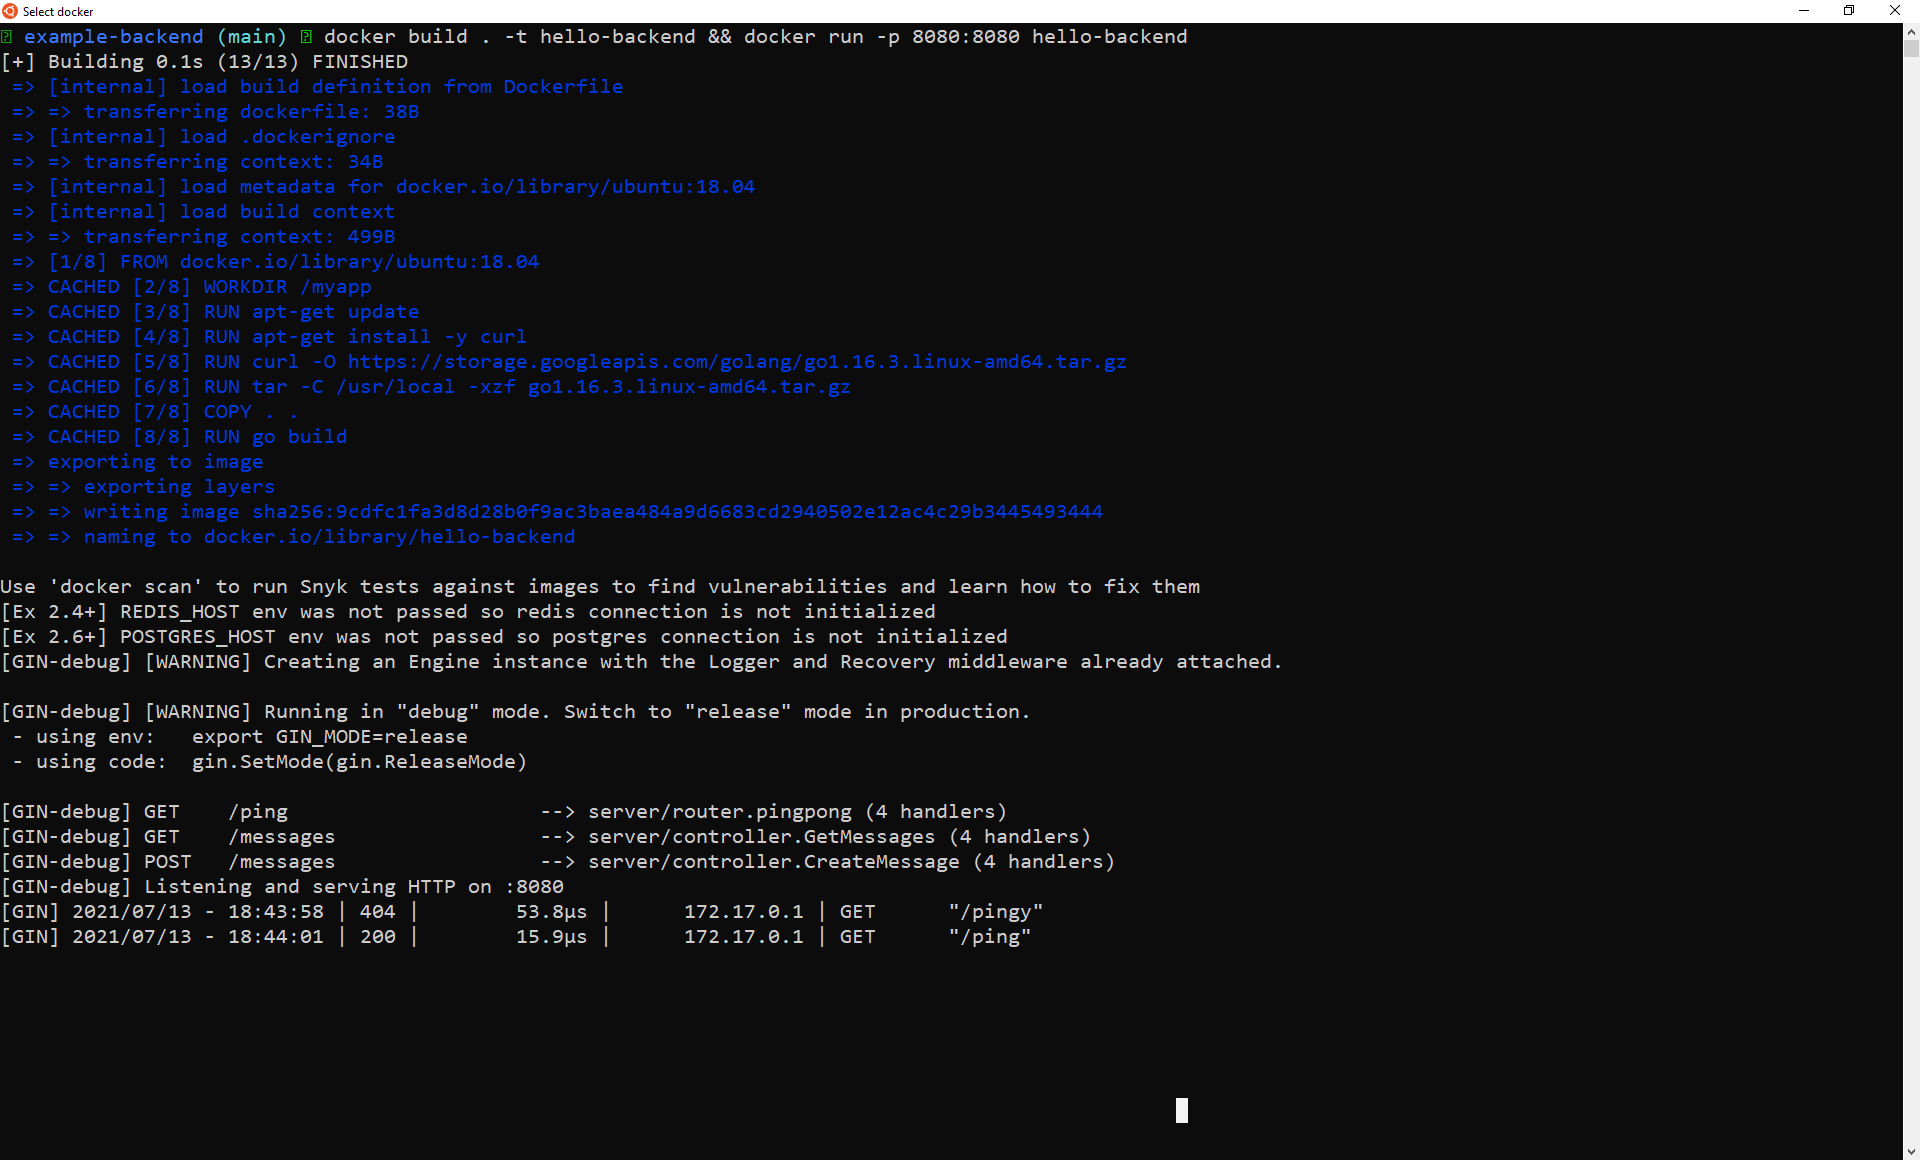 Select docker
example-backend (main) docker build . -t hello-backend && docker run -p 8080:8080 hello-backend
[+] Building 0.1s (13/13) FINISHED
=> [internal] load build definition from Dockerfile
=> => transferring dockerfile: 38B
=> [internal] load .dockerignore
=> => transferring context: 34B
=> [internal] load metadata for docker.io/library/ubuntu:18.04
=> [internal] load build context
=> => transferring context: 499B
=> [1/8] FROM docker.io/library/ubuntu:18.04
=> CACHED [2/8] WORKDIR /myapp
=> CACHED [3/8] RUN apt-get update
=> CACHED [4/8] RUN apt-get install -y curl
=> CACHED [5/8] RUN curl -O https://storage.googleapis.com/golang/go1.16.3.linux-amd64.tar.gz
=> CACHED [6/8] RUN tar -C /usr/local -xzf go1.16.3.linux-amd64.tar.gz
=> CACHED [7/8] COPY . .
=> CACHED [8/8] RUN go build
=> exporting to image
=> => exporting layers
=> => writing image sha256:9cdfc1fa3d8d28b0f9ac3baea484a9d6683cd2940502e12ac4c29b3445493444
=> => naming to docker.io/library/hello-backend
Use 'docker scan' to run Snyk tests against images to find vulnerabilities and learn how to fix them
[Ex 2.4+] REDIS_HOST env was not passed so redis connection is not initialized
[Ex 2.6+] POSTGRES_HOST env was not passed so postgres connection is not initialized
[GIN-debug] [WARNING] Creating an Engine instance with the Logger and Recovery middleware already attached.
[GIN-debug] [WARNING] Running in "debug" mode. Switch to "release" mode in production.
- using env:   export GIN_MODE=release
- using code:  gin.SetMode(gin.ReleaseMode)
[GIN-debug] GET    /ping                     --> server/router.pingpong (4 handlers)
[GIN-debug] GET    /messages                 --> server/controller.GetMessages (4 handlers)
[GIN-debug] POST   /messages                 --> server/controller.CreateMessage (4 handlers)
[GIN-debug] Listening and serving HTTP on :8080
[GIN] 2021/07/13 - 18:43:58 | 404 |        53.8µs |      172.17.0.1 | GET      "/pingy"
[GIN] 2021/07/13 - 18:44:01 | 200 |        15.9µs |      172.17.0.1 | GET      "/ping"